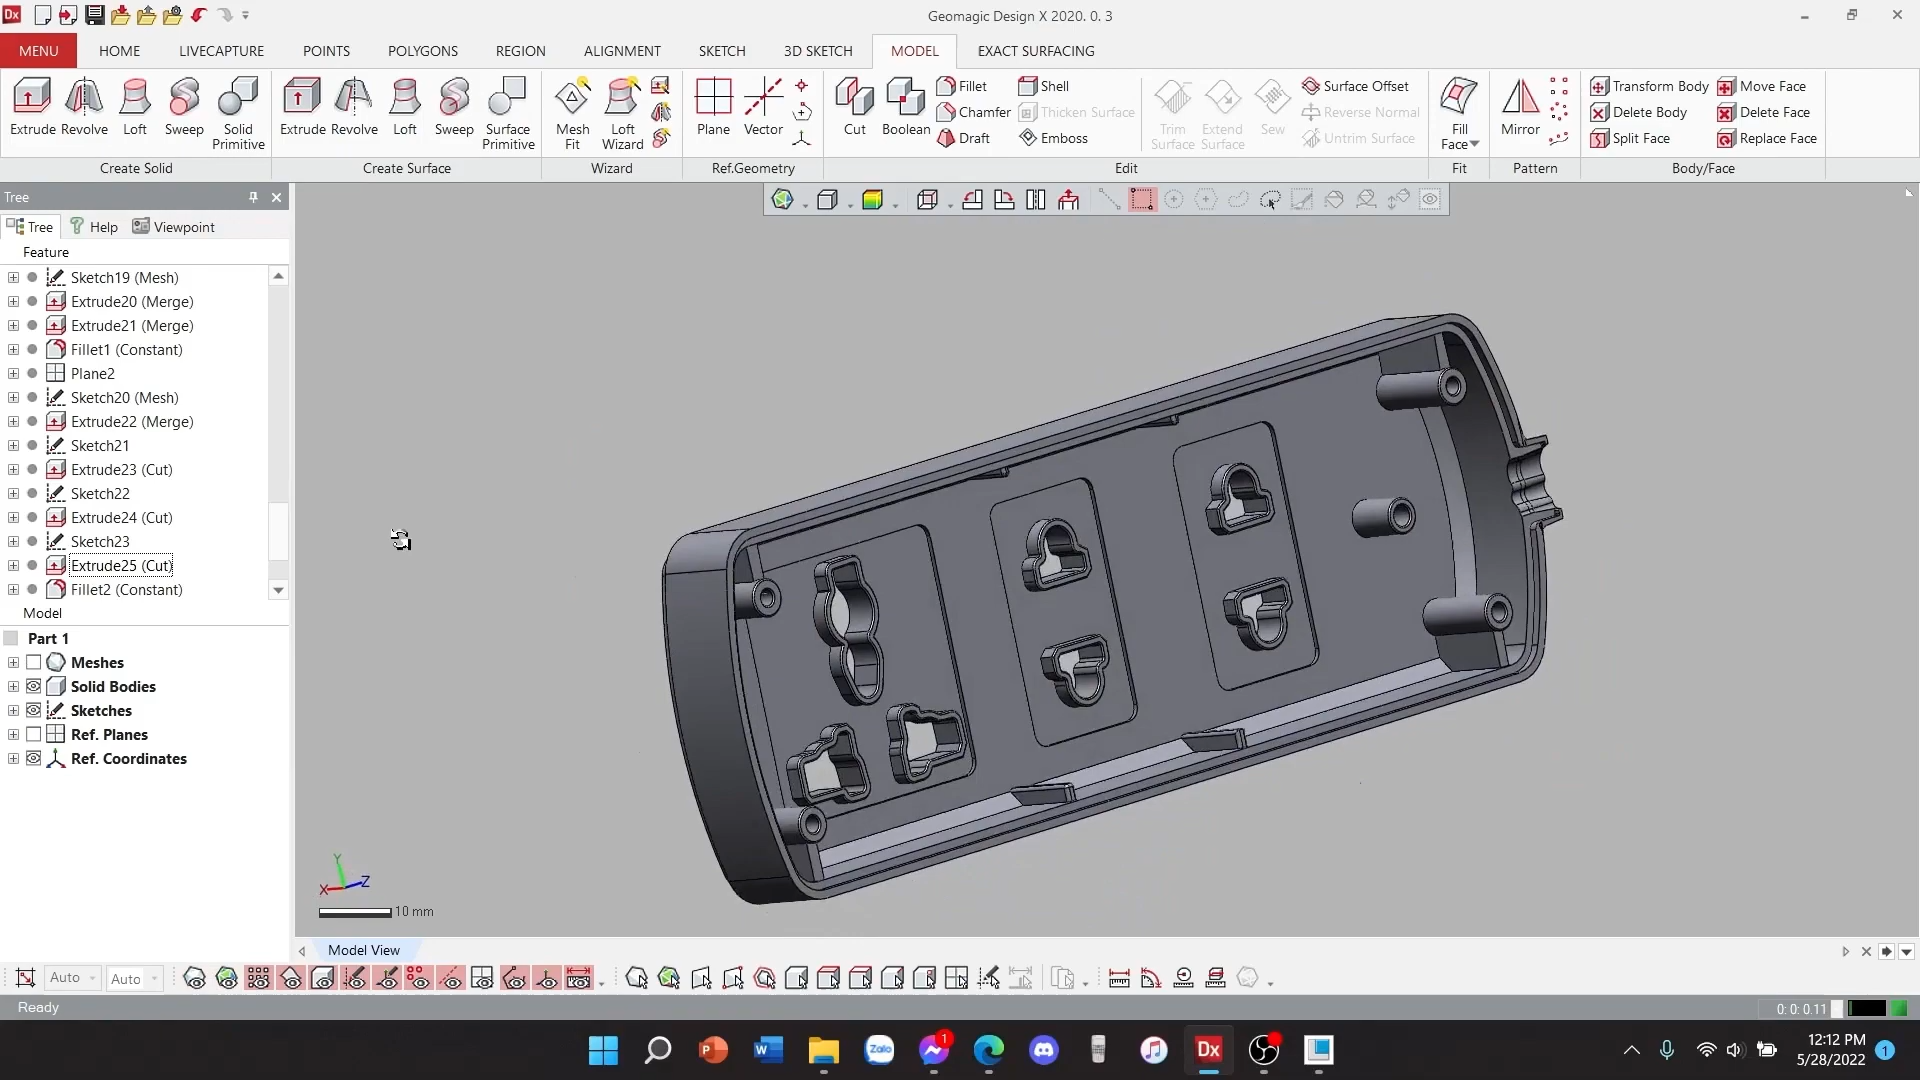 Dx
Geomagic Design X 2020. 0. 3
MENU HOME LIVECAPTURE POINTS POLYGONS REGION ALIGNMENT SKETCH 3D SKETCH MODEL EXACT SURFACING
Extrude Revolve Loft Sweep Solid Primitive
Extrude Revolve Loft Sweep Surface Primitive
Mesh Fit Loft Wizard
Plane Vector
Cut Boolean
Fillet Shell
Chamfer Thicken Surface
Draft Emboss
Trim Surface Extend Surface Sew
Surface Offset
Reverse Normal
Untrim Surface
Fill Face
Mirror
Transform Body Move Face
Delete Body Delete Face
Split Face Replace Face
Create Solid Create Surface Wizard Ref.Geometry Edit Fit Pattern Body/Face
Tree
Tree Help Viewpoint
Feature
Sketch19 (Mesh)
Extrude20 (Merge)
Extrude21 (Merge)
Fillet1 (Constant)
Plane2
Sketch20 (Mesh)
Extrude22 (Merge)
Sketch21
Extrude23 (Cut)
Sketch22
Extrude24 (Cut)
Sketch23
Extrude25 (Cut)
Fillet2 (Constant)
Model
Part 1
Meshes
Solid Bodies
Sketches
Ref. Planes
Ref. Coordinates
Y
X Z
10 mm
Model View
Auto Auto
Ready
0: 0: 0.11
P W Zalo 1 Dx
12:12 PM
5/28/2022
1